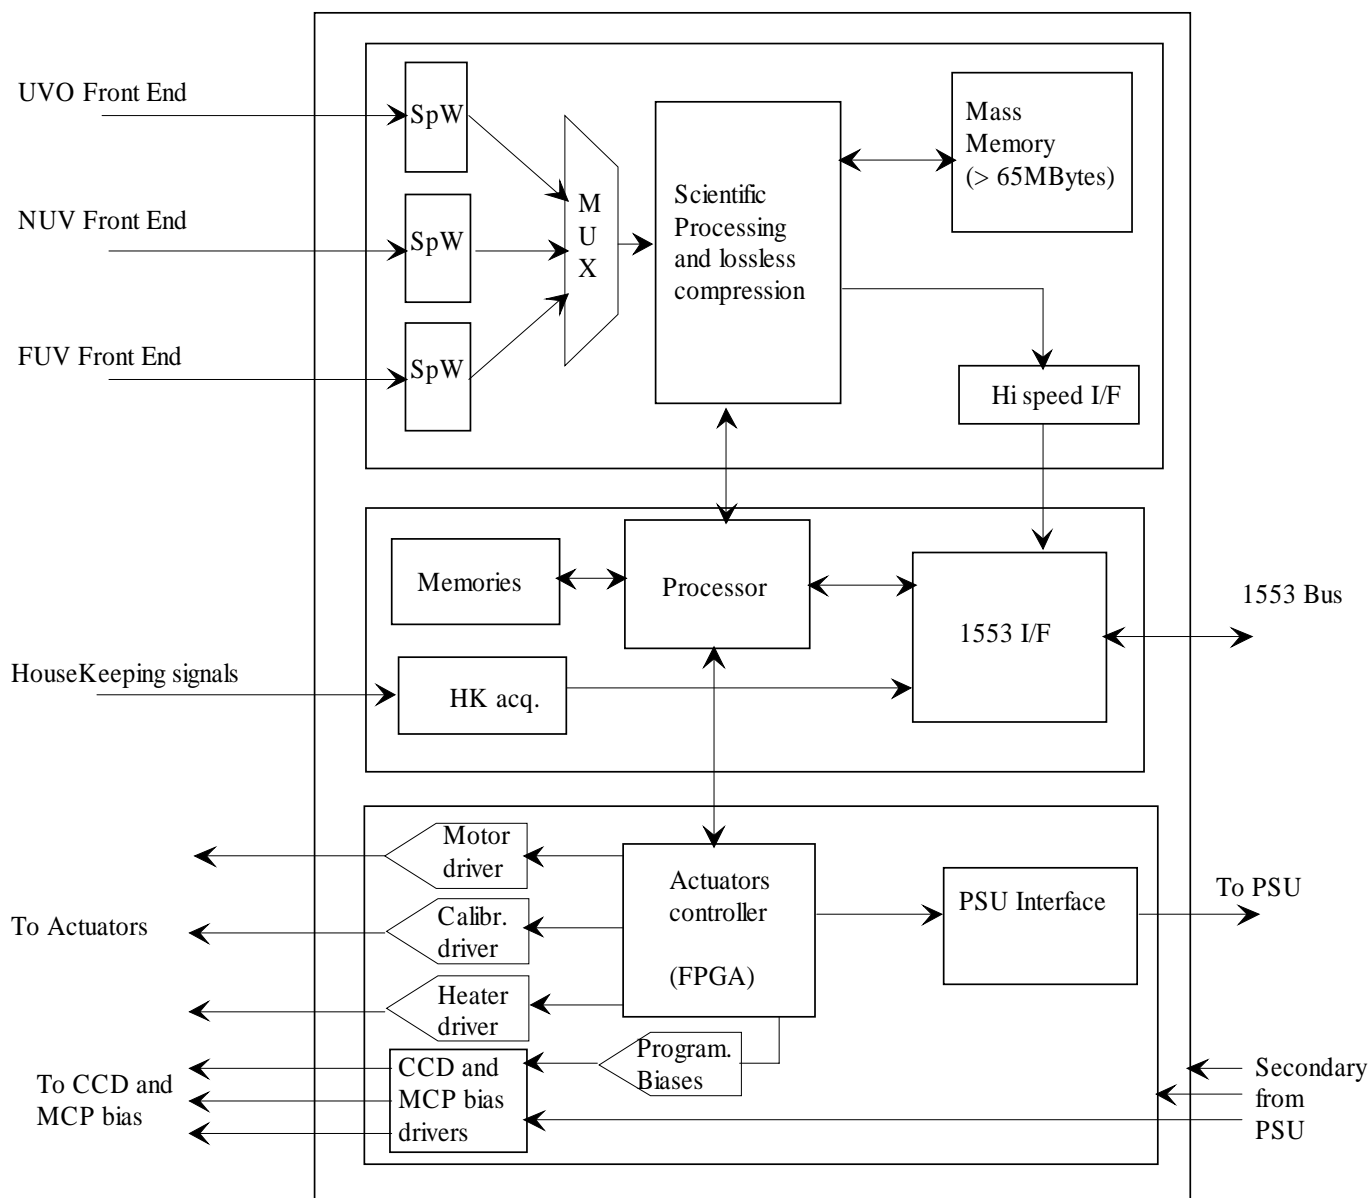 UVO Front End
SpW
Mass
Memory
(> 65MBytes)
NUV Front End
SpW
M
U
X
Scientific
Processing
and lossless
compression
FUV Front End
SpW
Hi speed I/F
Memories
Processor
1553 I/F
1553 Bus
HouseKeeping signals
HK acq.
Motor
driver
To Actuators
Calibr.
driver
Actuators
controller
(FPGA)
PSU Interface
To PSU
Heater
driver
Program.
Biases
To CCD and
MCP bias
CCD and
MCP bias
drivers
Secondary
from
PSU